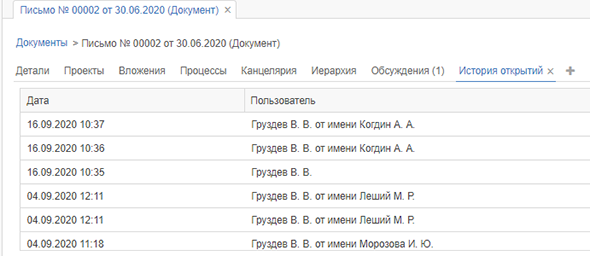 Письмо № 00002 от 30.06.2020 (Документ) ×
Документы > Письмо № 00002 от 30.06.2020 (Документ)
Детали Проекты Вложения Процессы Канцелярия Иерархия Обсуждения (1) История открытий × +
Дата Пользователь
16.09.2020 10:37 Груздев В. В. от имени Когдин А. А.
16.09.2020 10:36 Груздев В. В. от имени Когдин А. А.
16.09.2020 10:35 Груздев В. В.
04.09.2020 12:11 Груздев В. В. от имени Леший М. Р.
04.09.2020 12:11 Груздев В. В. от имени Леший М. Р.
04.09.2020 11:18 Груздев В. В. от имени Морозова И. Ю.